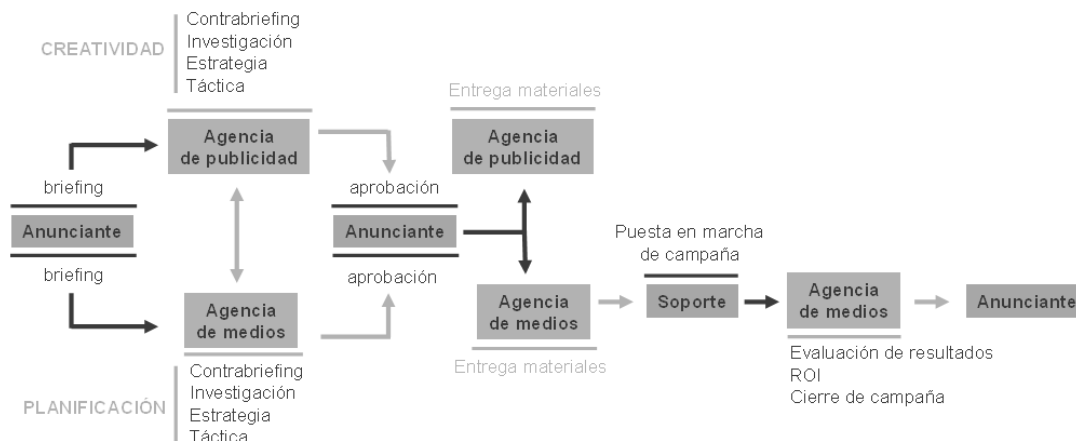 Contrabriefing
CREATIVIDAD
Investigación
Estrategia
Táctica
Entrega materiales
Agencia
de publicidad
Agencia
de publicidad
briefing
aprobación
Anunciante
Anunciante
briefing
aprobación
Puesta en marcha
de campaña
Agencia
de medios
Agencia
de medios
Soporte
Agencia
de medios
Anunciante
Entrega materiales
Evaluación de resultados
ROI
Cierre de campaña
Contrabriefing
Investigación
PLANIFICACIÓN
Estrategia
Táctica